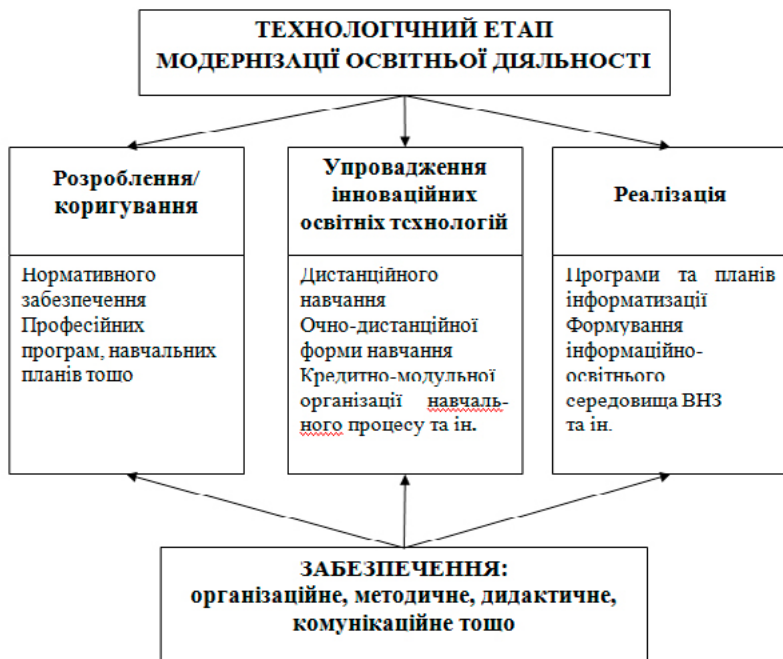 ТЕХНОЛОГІЧНИЙ ЕТАП
МОДЕРНІЗАЦІЇ ОСВІТНЬОЇ ДІЯЛЬНОСТІ
Розроблення/
коригування
Нормативного
забезпечення
Професійних
програм, навчальних
планів тощо
Упровадження
інноваційних
освітніх технологій
Дистанційного
навчання
Очно-дистанційної
форми навчання
Кредитно-модульної
організації навчаль-
ного процесу та ін.
Реалізація
Програми та планів
інформатизації
Формування
інформаційно-
освітнього
середовища ВНЗ
та ін.
ЗАБЕЗПЕЧЕННЯ:
організаційне, методичне, дидактичне,
комунікаційне тощо